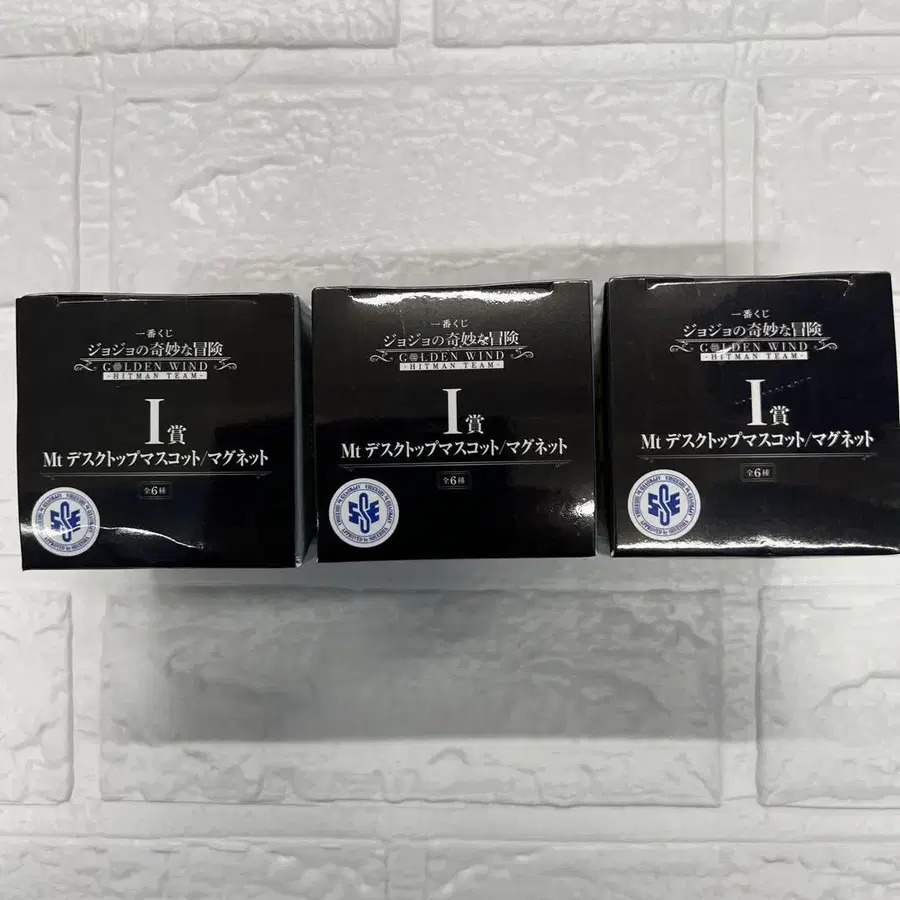 一番くじ
ジョジョの奇妙な冒険
GOLDEN WIND
-HITMAN TEAM-
I賞
Mt デスクトップマスコット/マグネット
全6種
一番くじ
ジョジョの奇妙な冒険
GOLDEN WIND
-HITMAN TEAM-
I賞
Mt デスクトップマスコット/マグネット
全6種
一番くじ
ジョジョの奇妙な冒険
GOLDEN WIND
-HITMAN TEAM-
I賞
Mt デスクトップマスコット/マグネット
全6種